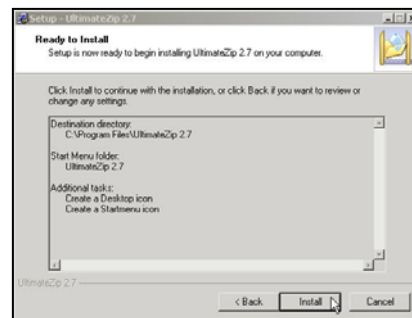 Setup - UltimateZip 2.7
Ready to Install
Setup is now ready to begin installing UltimateZip 2.7 on your computer.
Click Install to continue with the installation, or click Back if you want to review or
change any settings.
Destination directory:
C:\Program Files\UltimateZip 2.7
Start Menu folder:
UltimateZip 2.7
Additional tasks:
Create a Desktop icon
Create a Startmenu icon
UltimateZip 2.7
< Back
Install
Cancel